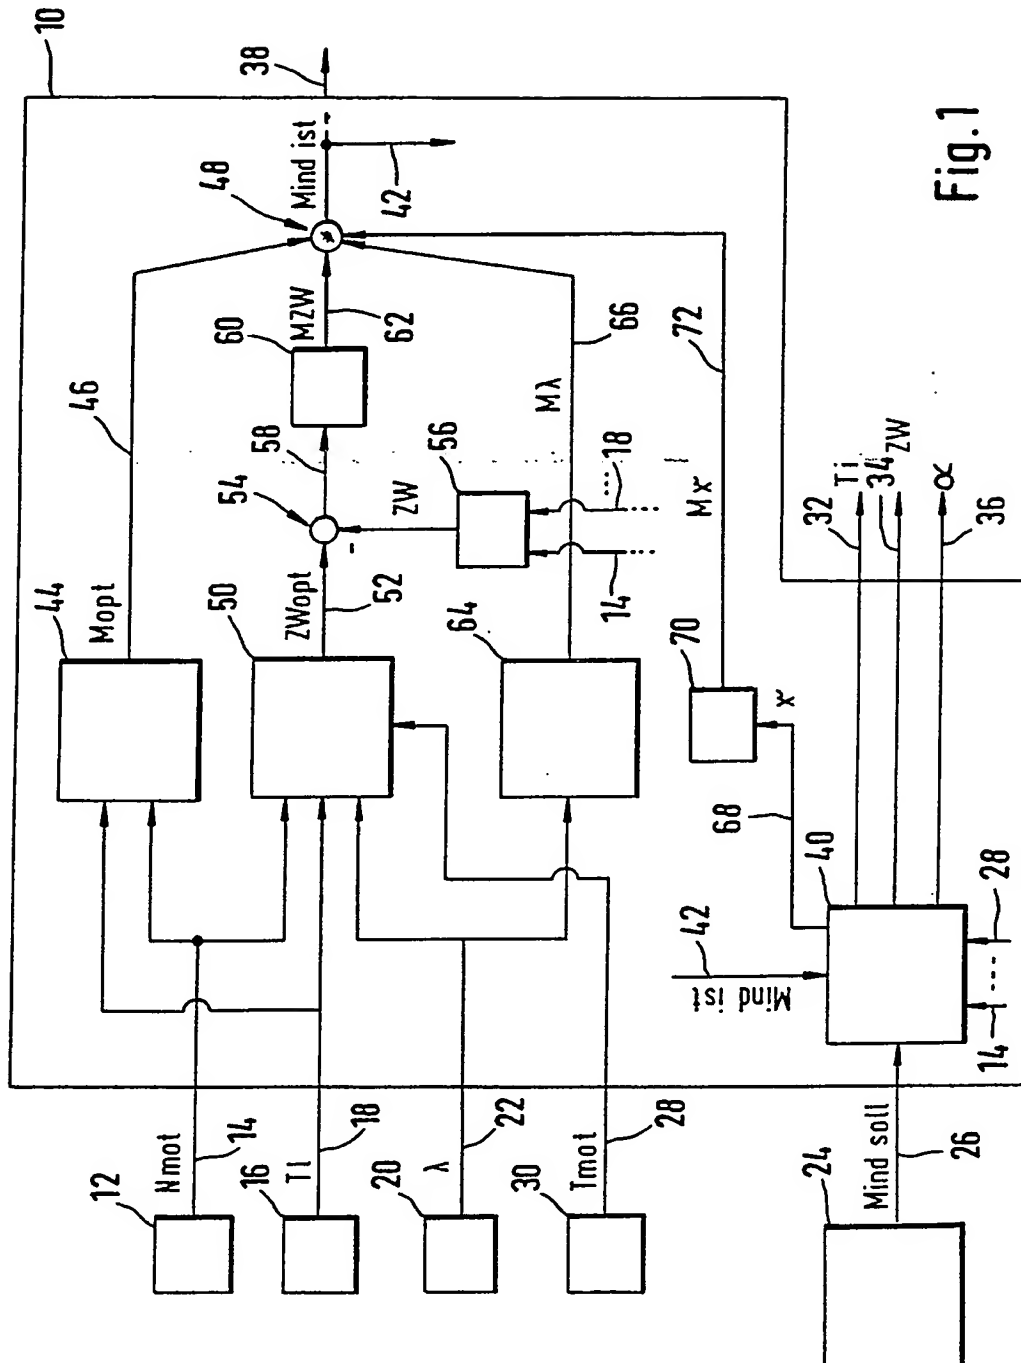 10
38
Mind ist
42
48
46
MZW
62
60
66
72
58
54
56
ZW
Mλ
18
14
Mx
44
Mopt
50
ZWopt
52
64
70
x
68
32
Ti
34
ZW
α
36
40
42
Mind ist
28
14
12
Nmot
14
16
Ti
18
20
λ
22
30
Tmot
28
24
Mind soll
26
Fig.1